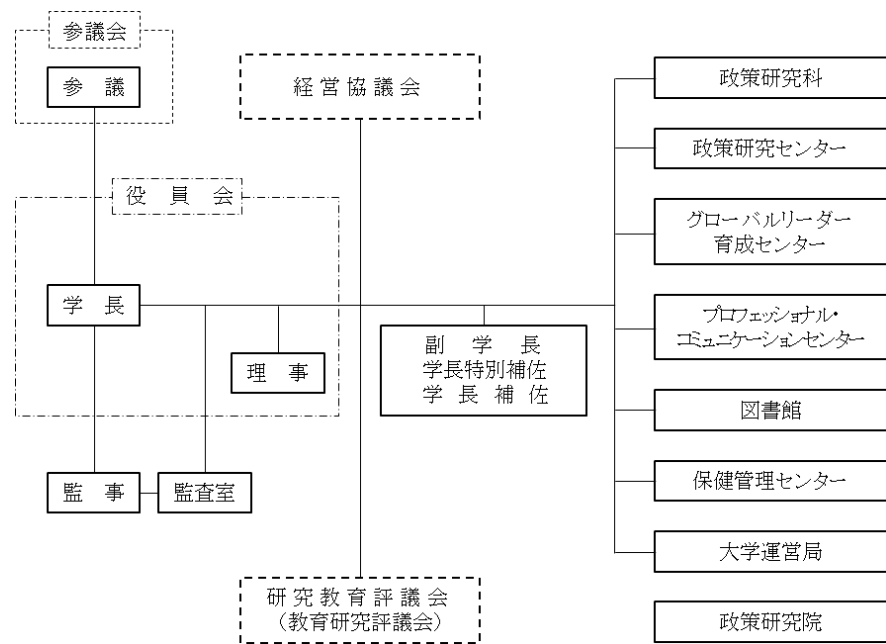 参議会
参議
経営協議会
役員会
学長
理事
副学長
学長特別補佐
学長補佐
監事
監査室
研究教育評議会
（教育研究評議会）
政策研究科
政策研究センター
グローバルリーダー
育成センター
プロフェッショナル・
コミュニケーションセンター
図書館
保健管理センター
大学運営局
政策研究院